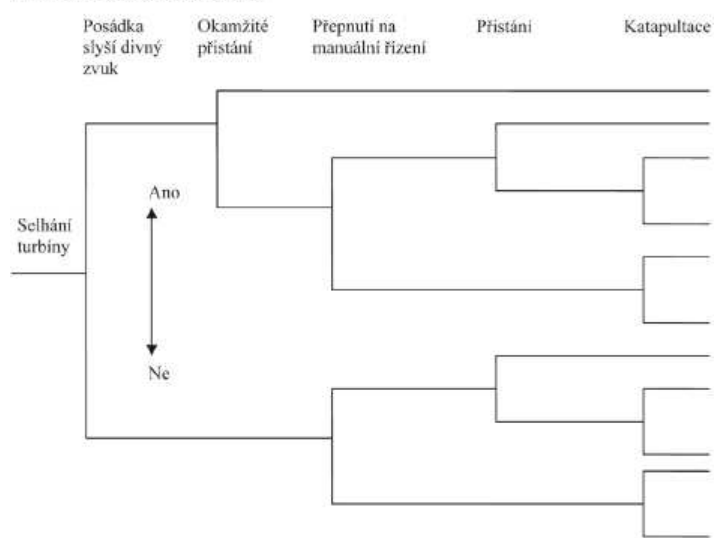 Posádka
slyší divný
zvuk
Okamžité
přistání
Přepnutí na
manuální řízení
Přistání
Katapultace
Ano
Selhání
turbíny
Ne